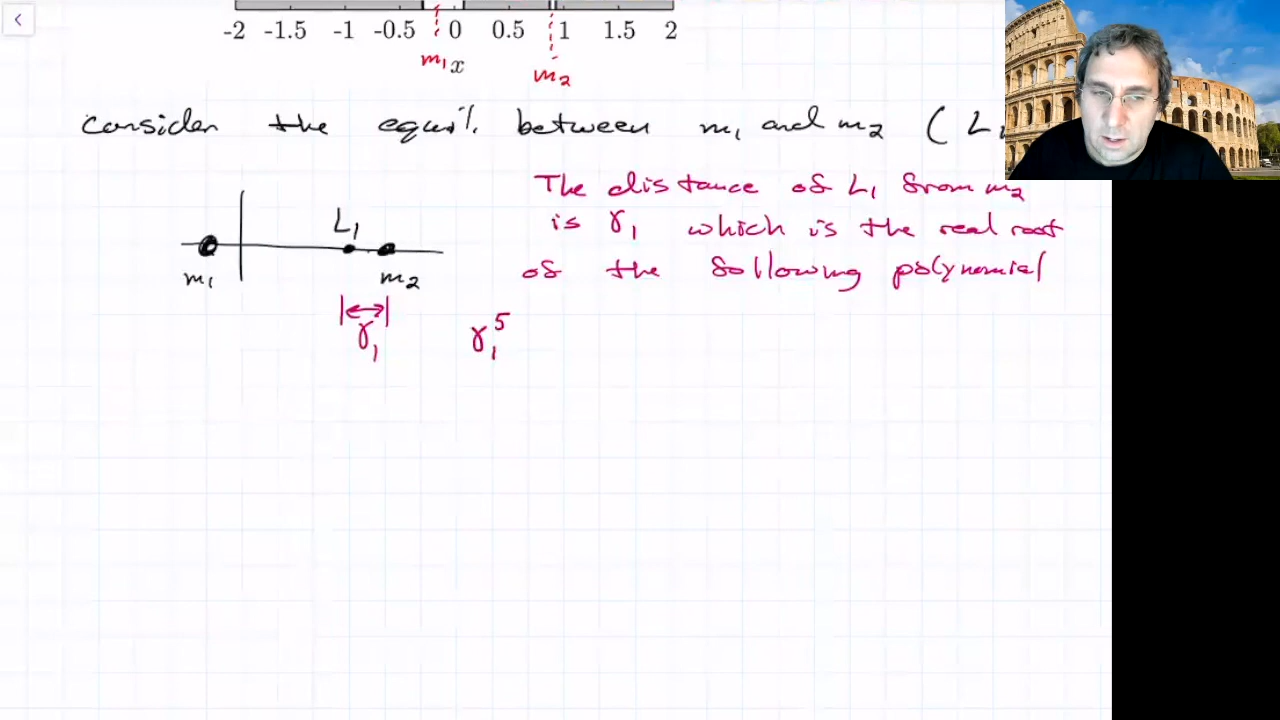 -2 -1.5 -1 -0.5 0 0.5 1 1.5 2
m₁ x m₂
consider the equil. between m₁ and m₂ ( L
The distance of L₁ from m₂
is γ₁ which is the real root
of the following polynomial
L₁
m₁ m₂
γ₁ γ₁⁵